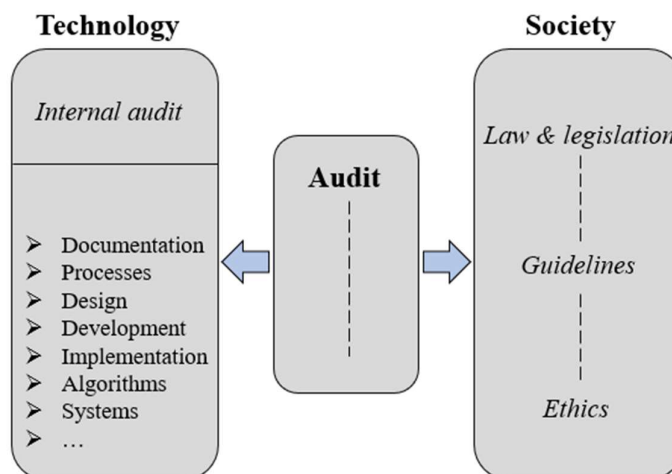 Technology
Internal audit
➢ Documentation
➢ Processes
➢ Design
➢ Development
➢ Implementation
➢ Algorithms
➢ Systems
➢ …
Audit
Society
Law & legislation
Guidelines
Ethics